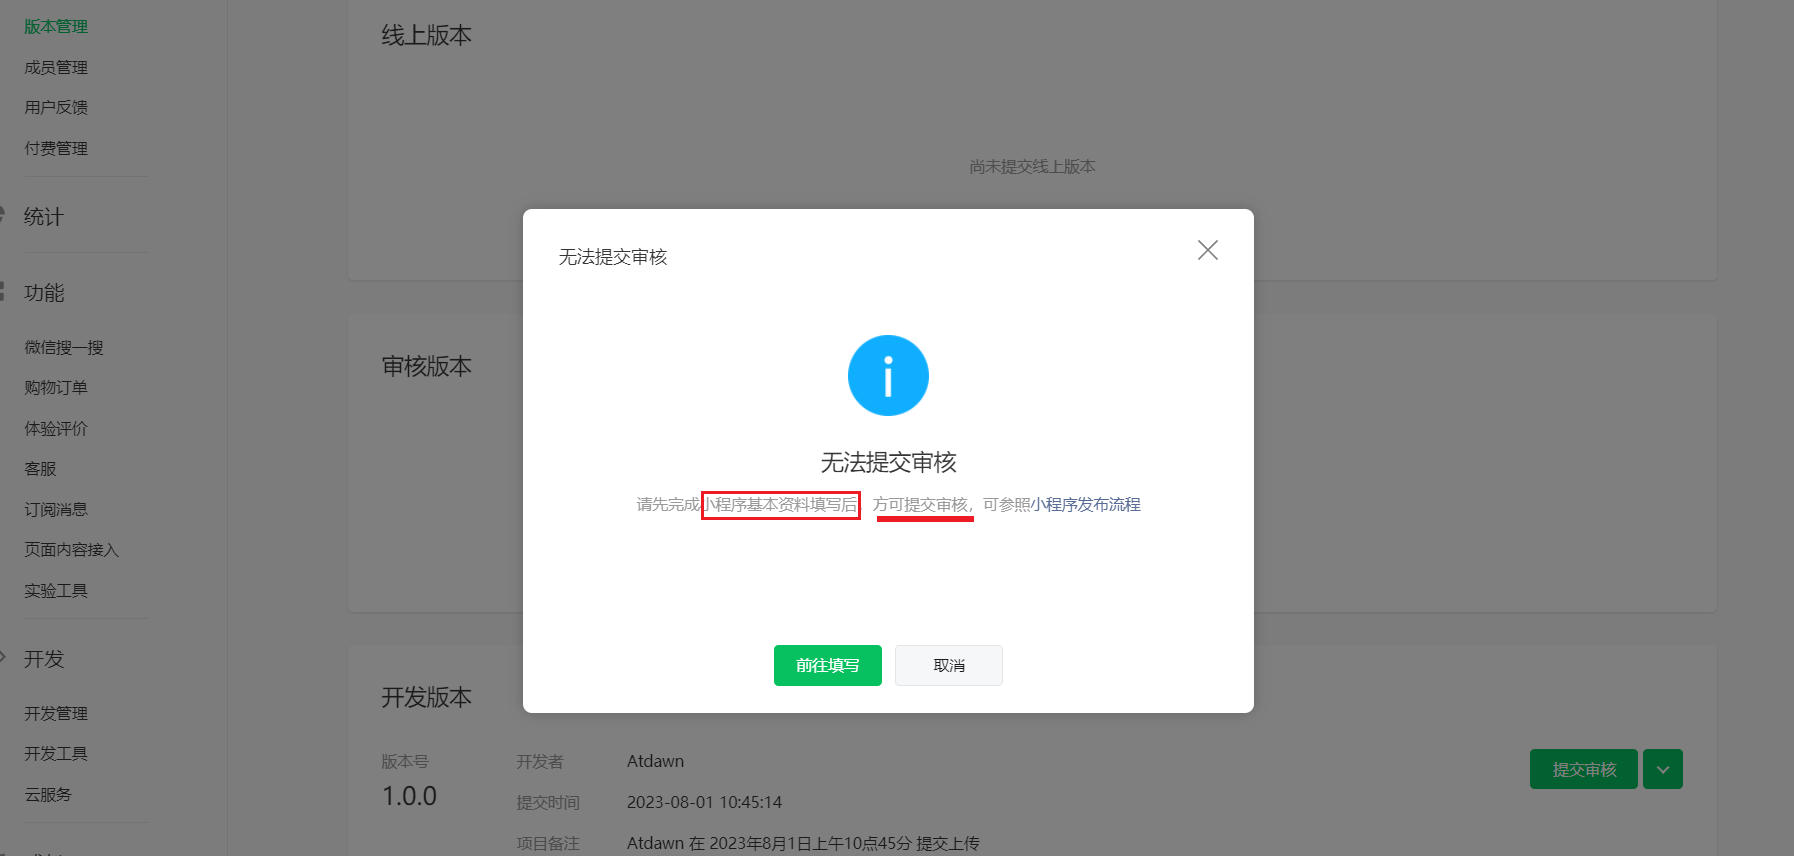 版本管理
成员管理
用户反馈
付费管理
统计
功能
微信搜一搜
购物订单
体验评价
客服
订阅消息
页面内容接入
实验工具
开发
开发管理
开发工具
云服务
线上版本
尚未提交线上版本
审核版本
无法提交审核
无法提交审核
请先完成小程序基本资料填写后，方可提交审核，可参照小程序发布流程
前往填写
取消
开发版本
版本号
1.0.0
开发者 Atdawn
提交时间 2023-08-01 10:45:14
项目备注 Atdawn 在 2023年8月1日上午10点45分 提交上传
提交审核